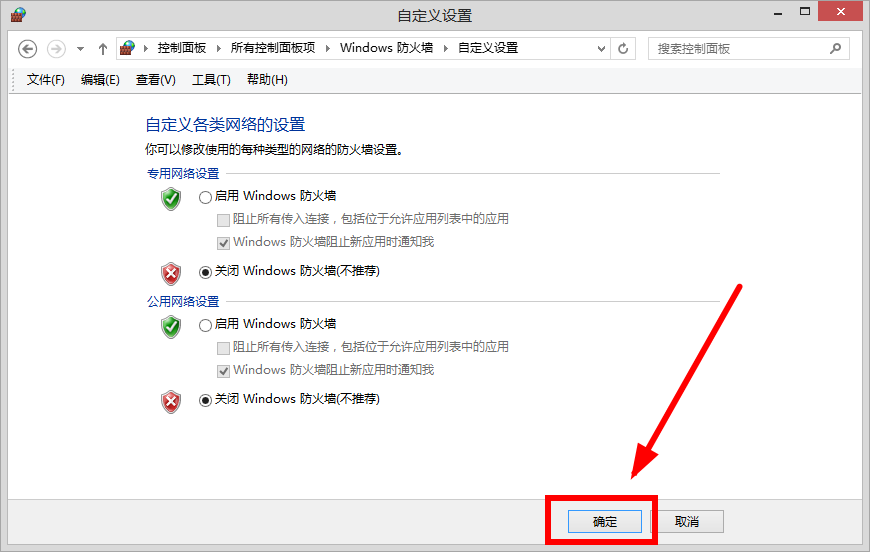 自定义设置
控制面板 所有控制面板项 Windows 防火墙 自定义设置 搜索控制面板
文件(F) 编辑(E) 查看(V) 工具(T) 帮助(H)
自定义各类网络的设置
你可以修改使用的每种类型的网络的防火墙设置。
专用网络设置
启用 Windows 防火墙
阻止所有传入连接，包括位于允许应用列表中的应用
Windows 防火墙阻止新应用时通知我
关闭 Windows 防火墙(不推荐)
公用网络设置
启用 Windows 防火墙
阻止所有传入连接，包括位于允许应用列表中的应用
Windows 防火墙阻止新应用时通知我
关闭 Windows 防火墙(不推荐)
确定 取消